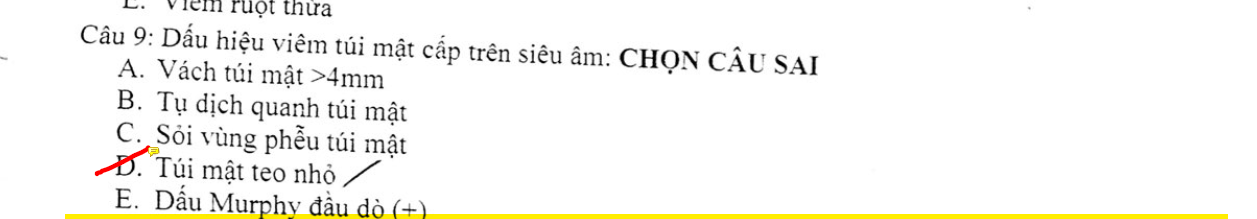 E. Viêm ruột thừa
Câu 9: Dấu hiệu viêm túi mật cấp trên siêu âm: CHỌN CÂU SAI
A. Vách túi mật >4mm
B. Tụ dịch quanh túi mật
C. Sỏi vùng phễu túi mật
D. Túi mật teo nhỏ
E. Dấu Murphy đầu dò (+)